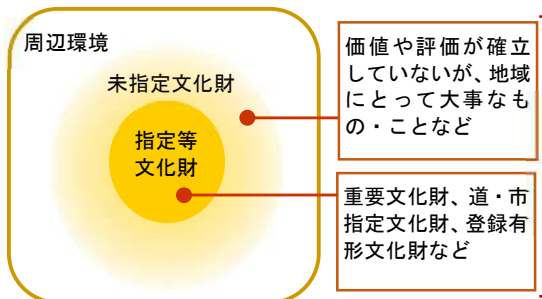 周辺環境
未指定文化財
指定等
文化財
価値や評価が確立
していないが、地域
にとって大事なも
の・ことなど
重要文化財、道・市
指定文化財、登録有
形文化財など